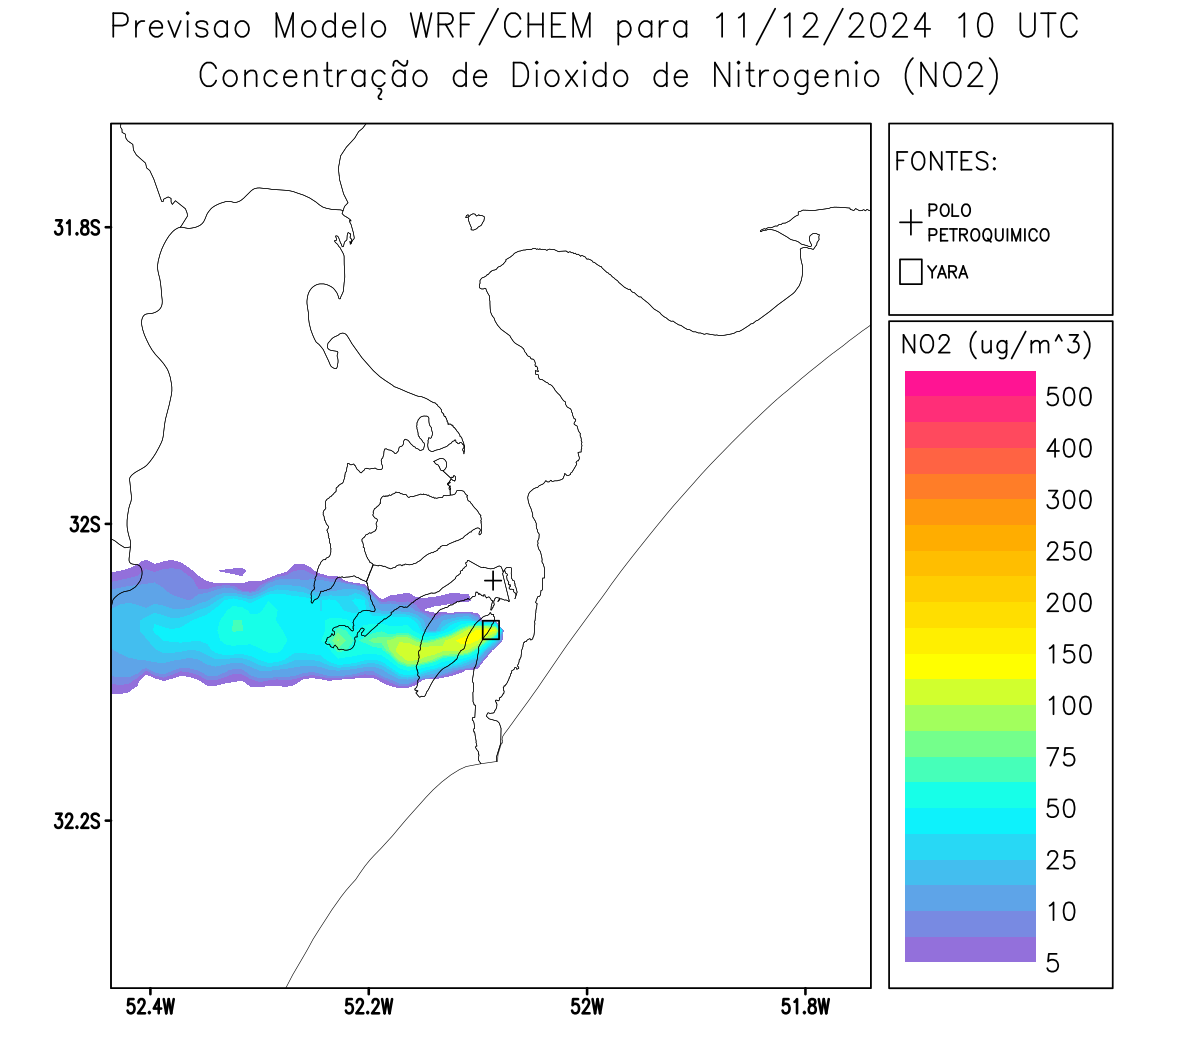 Previsao Modelo WRF/CHEM para 11/12/2024 10 UTC
Concentração de Dioxido de Nitrogenio (NO2)
FONTES:
POLO
PETROQUIMICO
YARA
31.8S
32S
32.2S
52.4W
52.2W
52W
51.8W
NO2 (ug/m^3)
500
400
300
250
200
150
100
75
50
25
10
5